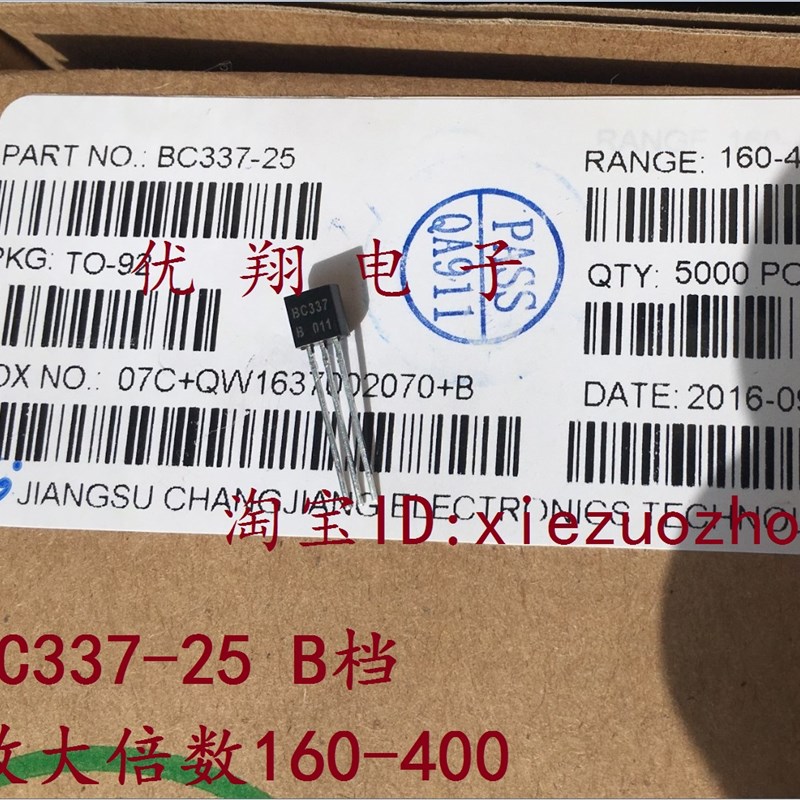 PART NO.: BC337-25
RANGE: 160-4
PKG: TO-92
QTY: 5000 PC
优翔电子
PASS
QA911
BC337
B 011
OX NO.: 07C+QW1637002070+B
DATE: 2016-09
JIANGSU CHANGJIANG ELECTRONICS TECHNOL
淘宝ID:xiezuozho
C337-25 B档
放大倍数160-400